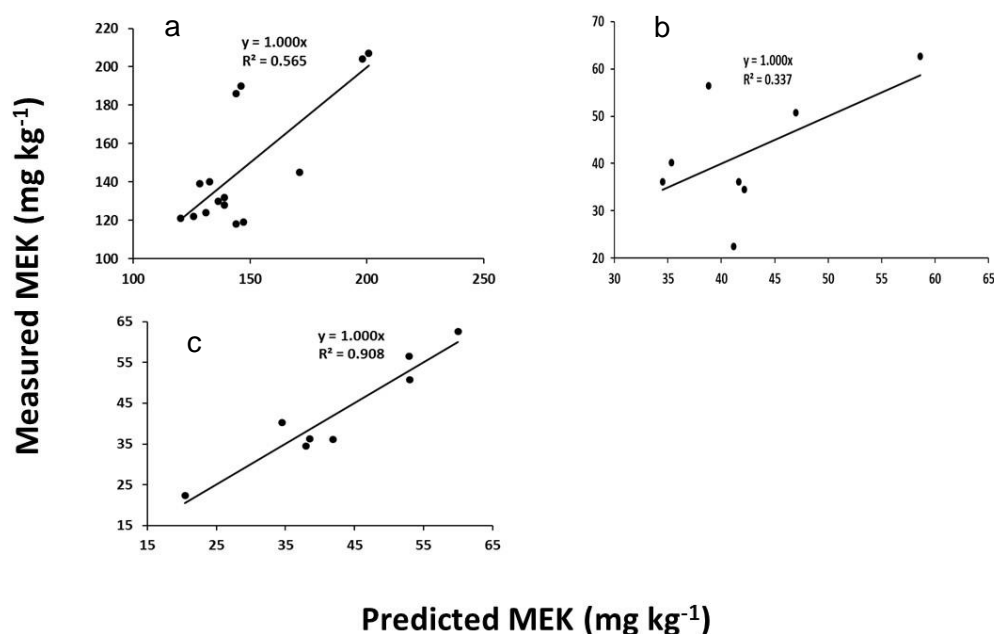 Measured MEK (mg kg⁻¹)
a
y = 1.000x
R² = 0.565
220
200
180
160
140
120
100
100 150 200 250
b
y = 1.000x
R² = 0.337
70
60
50
40
30
20
30 35 40 45 50 55 60 65
c
y = 1.000x
R² = 0.908
65
55
45
35
25
15
15 25 35 45 55 65
Predicted MEK (mg kg⁻¹)